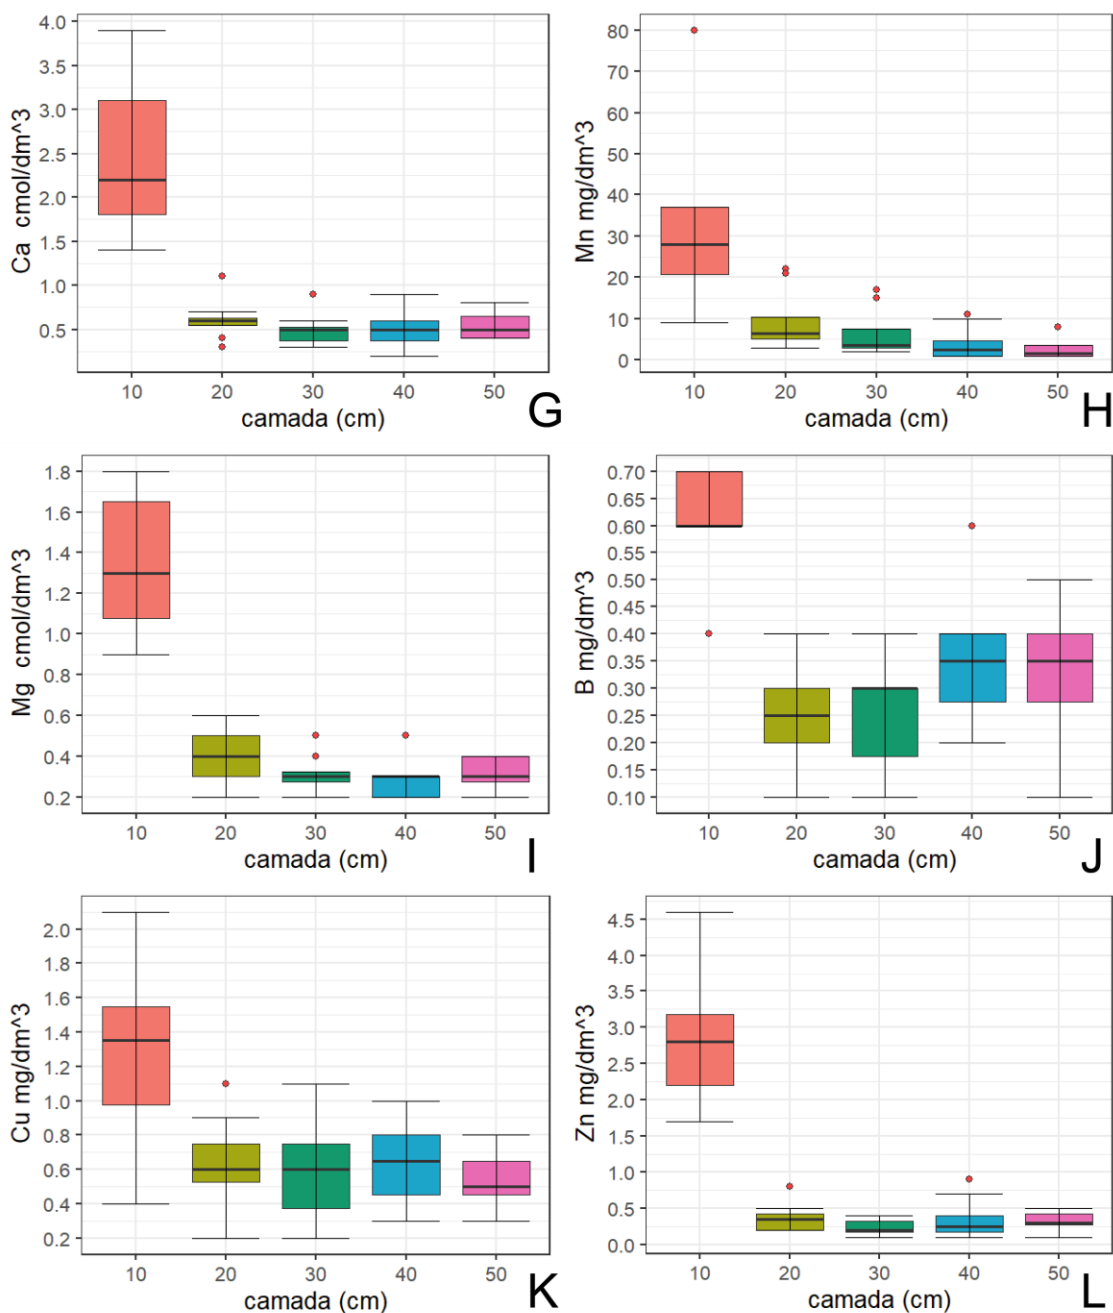 Ca cmol/dm^3
4.0
3.5
3.0
2.5
2.0
1.5
1.0
0.5
10 20 30 40 50
camada (cm)
G
Mn mg/dm^3
80
70
60
50
40
30
20
10
0
10 20 30 40 50
camada (cm)
H
Mg cmol/dm^3
1.8
1.6
1.4
1.2
1.0
0.8
0.6
0.4
0.2
10 20 30 40 50
camada (cm)
I
B mg/dm^3
0.70
0.65
0.60
0.55
0.50
0.45
0.40
0.35
0.30
0.25
0.20
0.15
0.10
10 20 30 40 50
camada (cm)
J
Cu mg/dm^3
2.0
1.8
1.6
1.4
1.2
1.0
0.8
0.6
0.4
0.2
10 20 30 40 50
camada (cm)
K
Zn mg/dm^3
4.5
4.0
3.5
3.0
2.5
2.0
1.5
1.0
0.5
0.0
10 20 30 40 50
camada (cm)
L